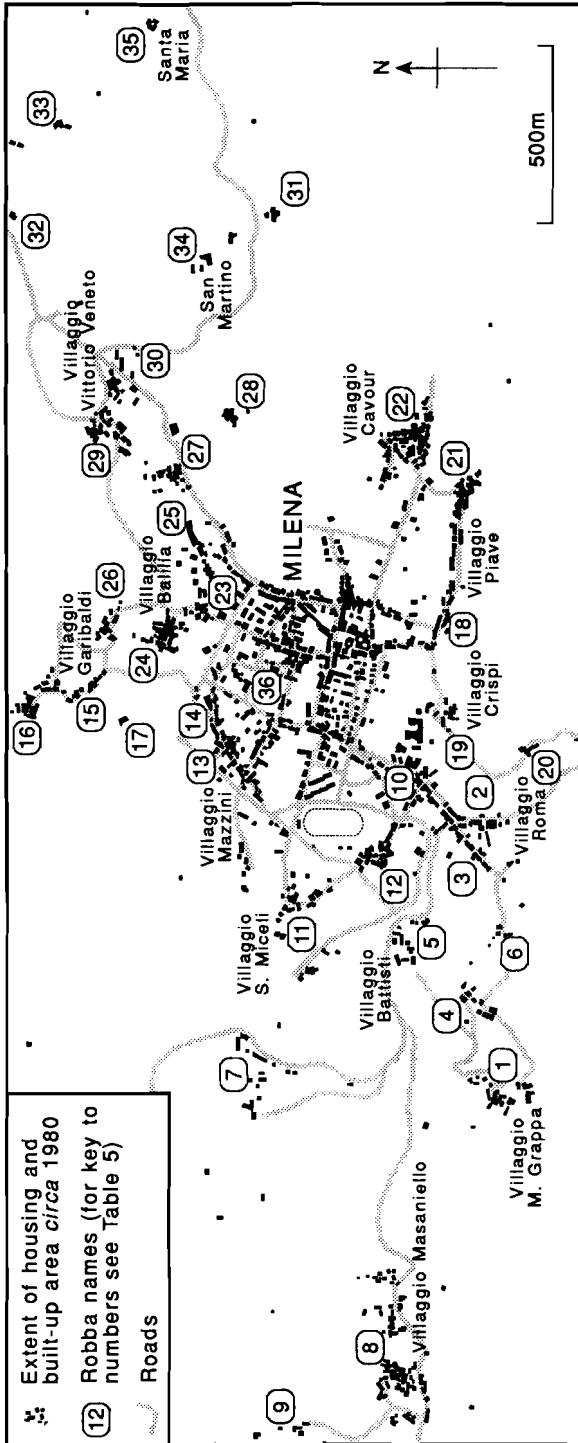 Extent of housing and
built-up area circa 1980
12
Robba names (for key to
numbers see Table 5)
Roads
9
8
Villaggio Masaniello
7
Villaggio
M. Grappa
1
4
6
Villaggio
Battisti
5
Villaggio
S. Miceli
11
12
3
2
Villaggio
Roma
20
10
19
Villaggio
Crispi
Villaggio
Mazzini
13
14
36
17
16
15
Villaggio
Garibaldi
24
26
Villaggio
Balilla
23
25
MILENA
18
Villaggio
Piave
21
Villaggio
Cavour
22
27
28
29
Villaggio
Vittorio Veneto
30
32
33
34
San
Martino
31
35
Santa
Maria
N
500m